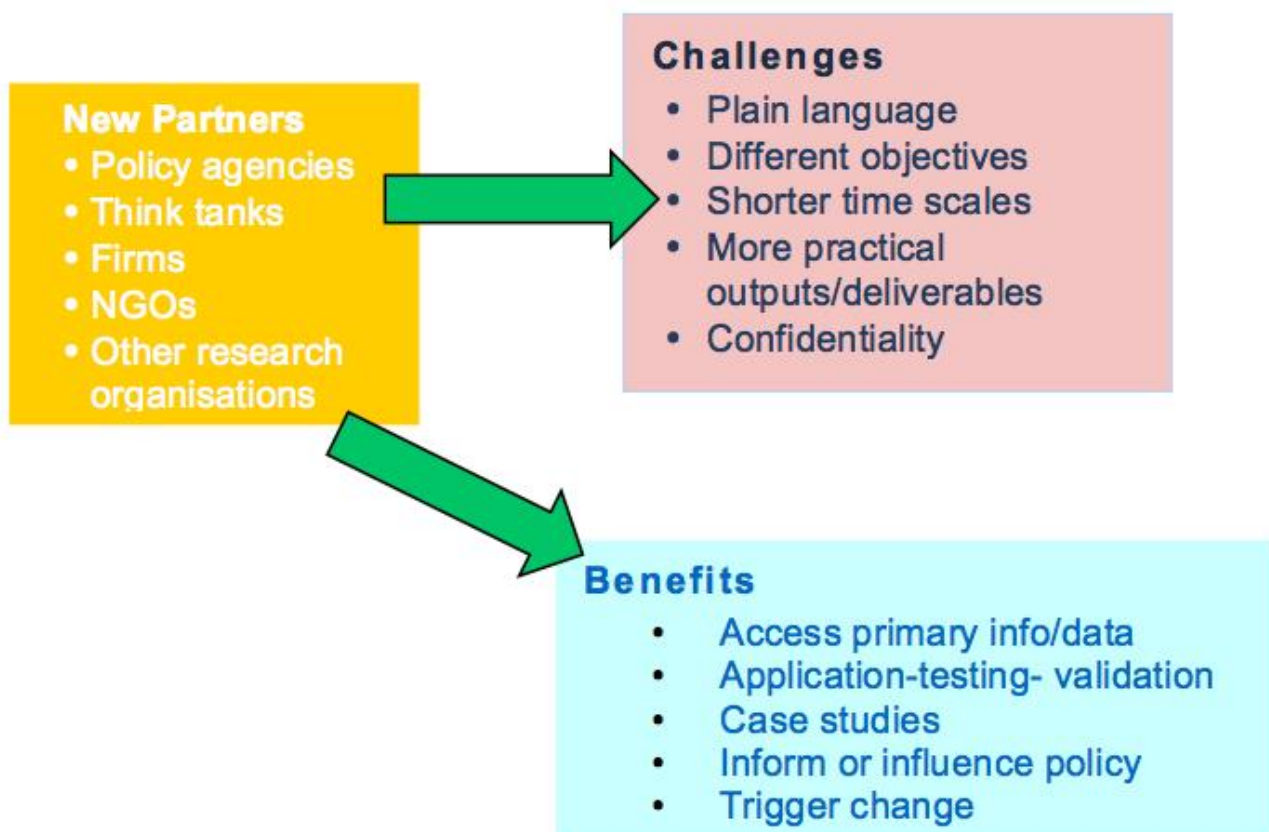 New Partners
• Policy agencies
• Think tanks
• Firms
• NGOs
• Other research
organisations
Challenges
• Plain language
• Different objectives
• Shorter time scales
• More practical
outputs/deliverables
• Confidentiality
Benefits
• Access primary info/data
• Application-testing- validation
• Case studies
• Inform or influence policy
• Trigger change